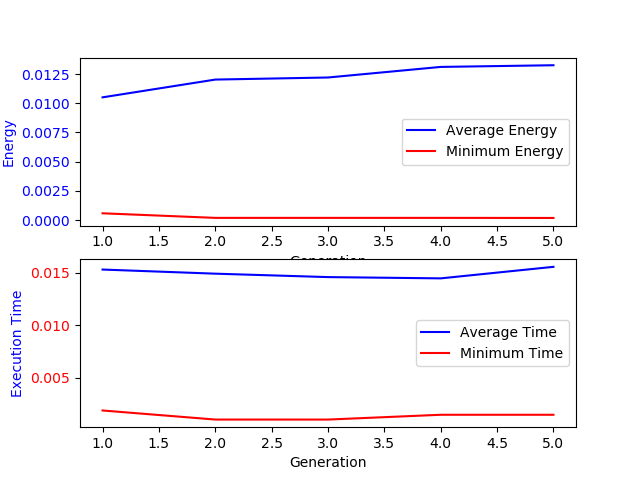 Energy
0.0125
0.0100
0.0075
0.0050
0.0025
0.0000
Average Energy
Minimum Energy
1.0 1.5 2.0 2.5 3.0 3.5 4.0 4.5 5.0
Generation
Execution Time
0.015
0.010
0.005
Average Time
Minimum Time
1.0 1.5 2.0 2.5 3.0 3.5 4.0 4.5 5.0
Generation